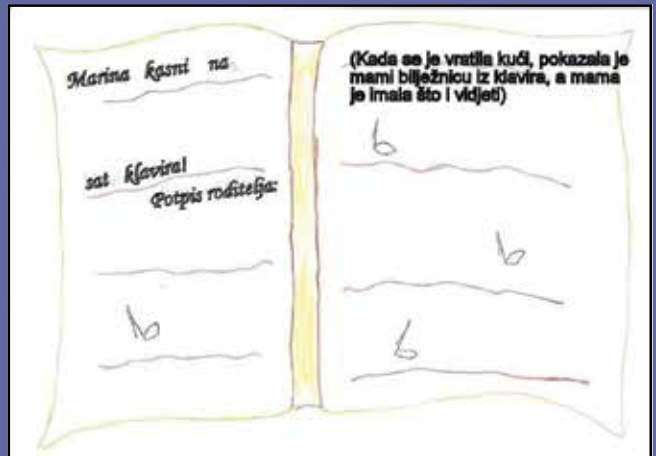 Marina kasni na
sat klavira!
Potpis roditelja:
b
(Kada se je vratila kući, pokazala je
mami bilježnicu iz klavira, a mama
je imala što i vidjeti)
b
b
b